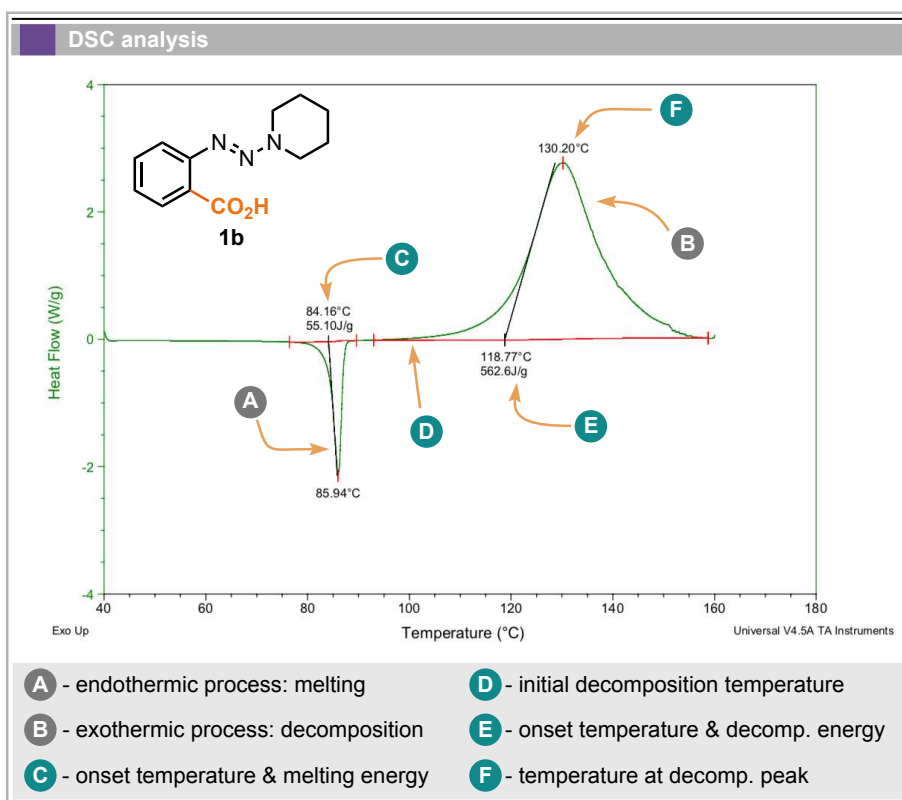 DSC analysis
4
2
0
-2
-4
Heat Flow (W/g)
N
N
N
CO₂H
1b
F
130.20°C
B
C
84.16°C
55.10J/g
118.77°C
562.6J/g
A
D
E
85.94°C
40 60 80 100 120 140 160 180
Exo Up
Temperature (°C)
Universal V4.5A TA Instruments
A - endothermic process: melting
B - exothermic process: decomposition
C - onset temperature & melting energy
D - initial decomposition temperature
E - onset temperature & decomp. energy
F - temperature at decomp. peak